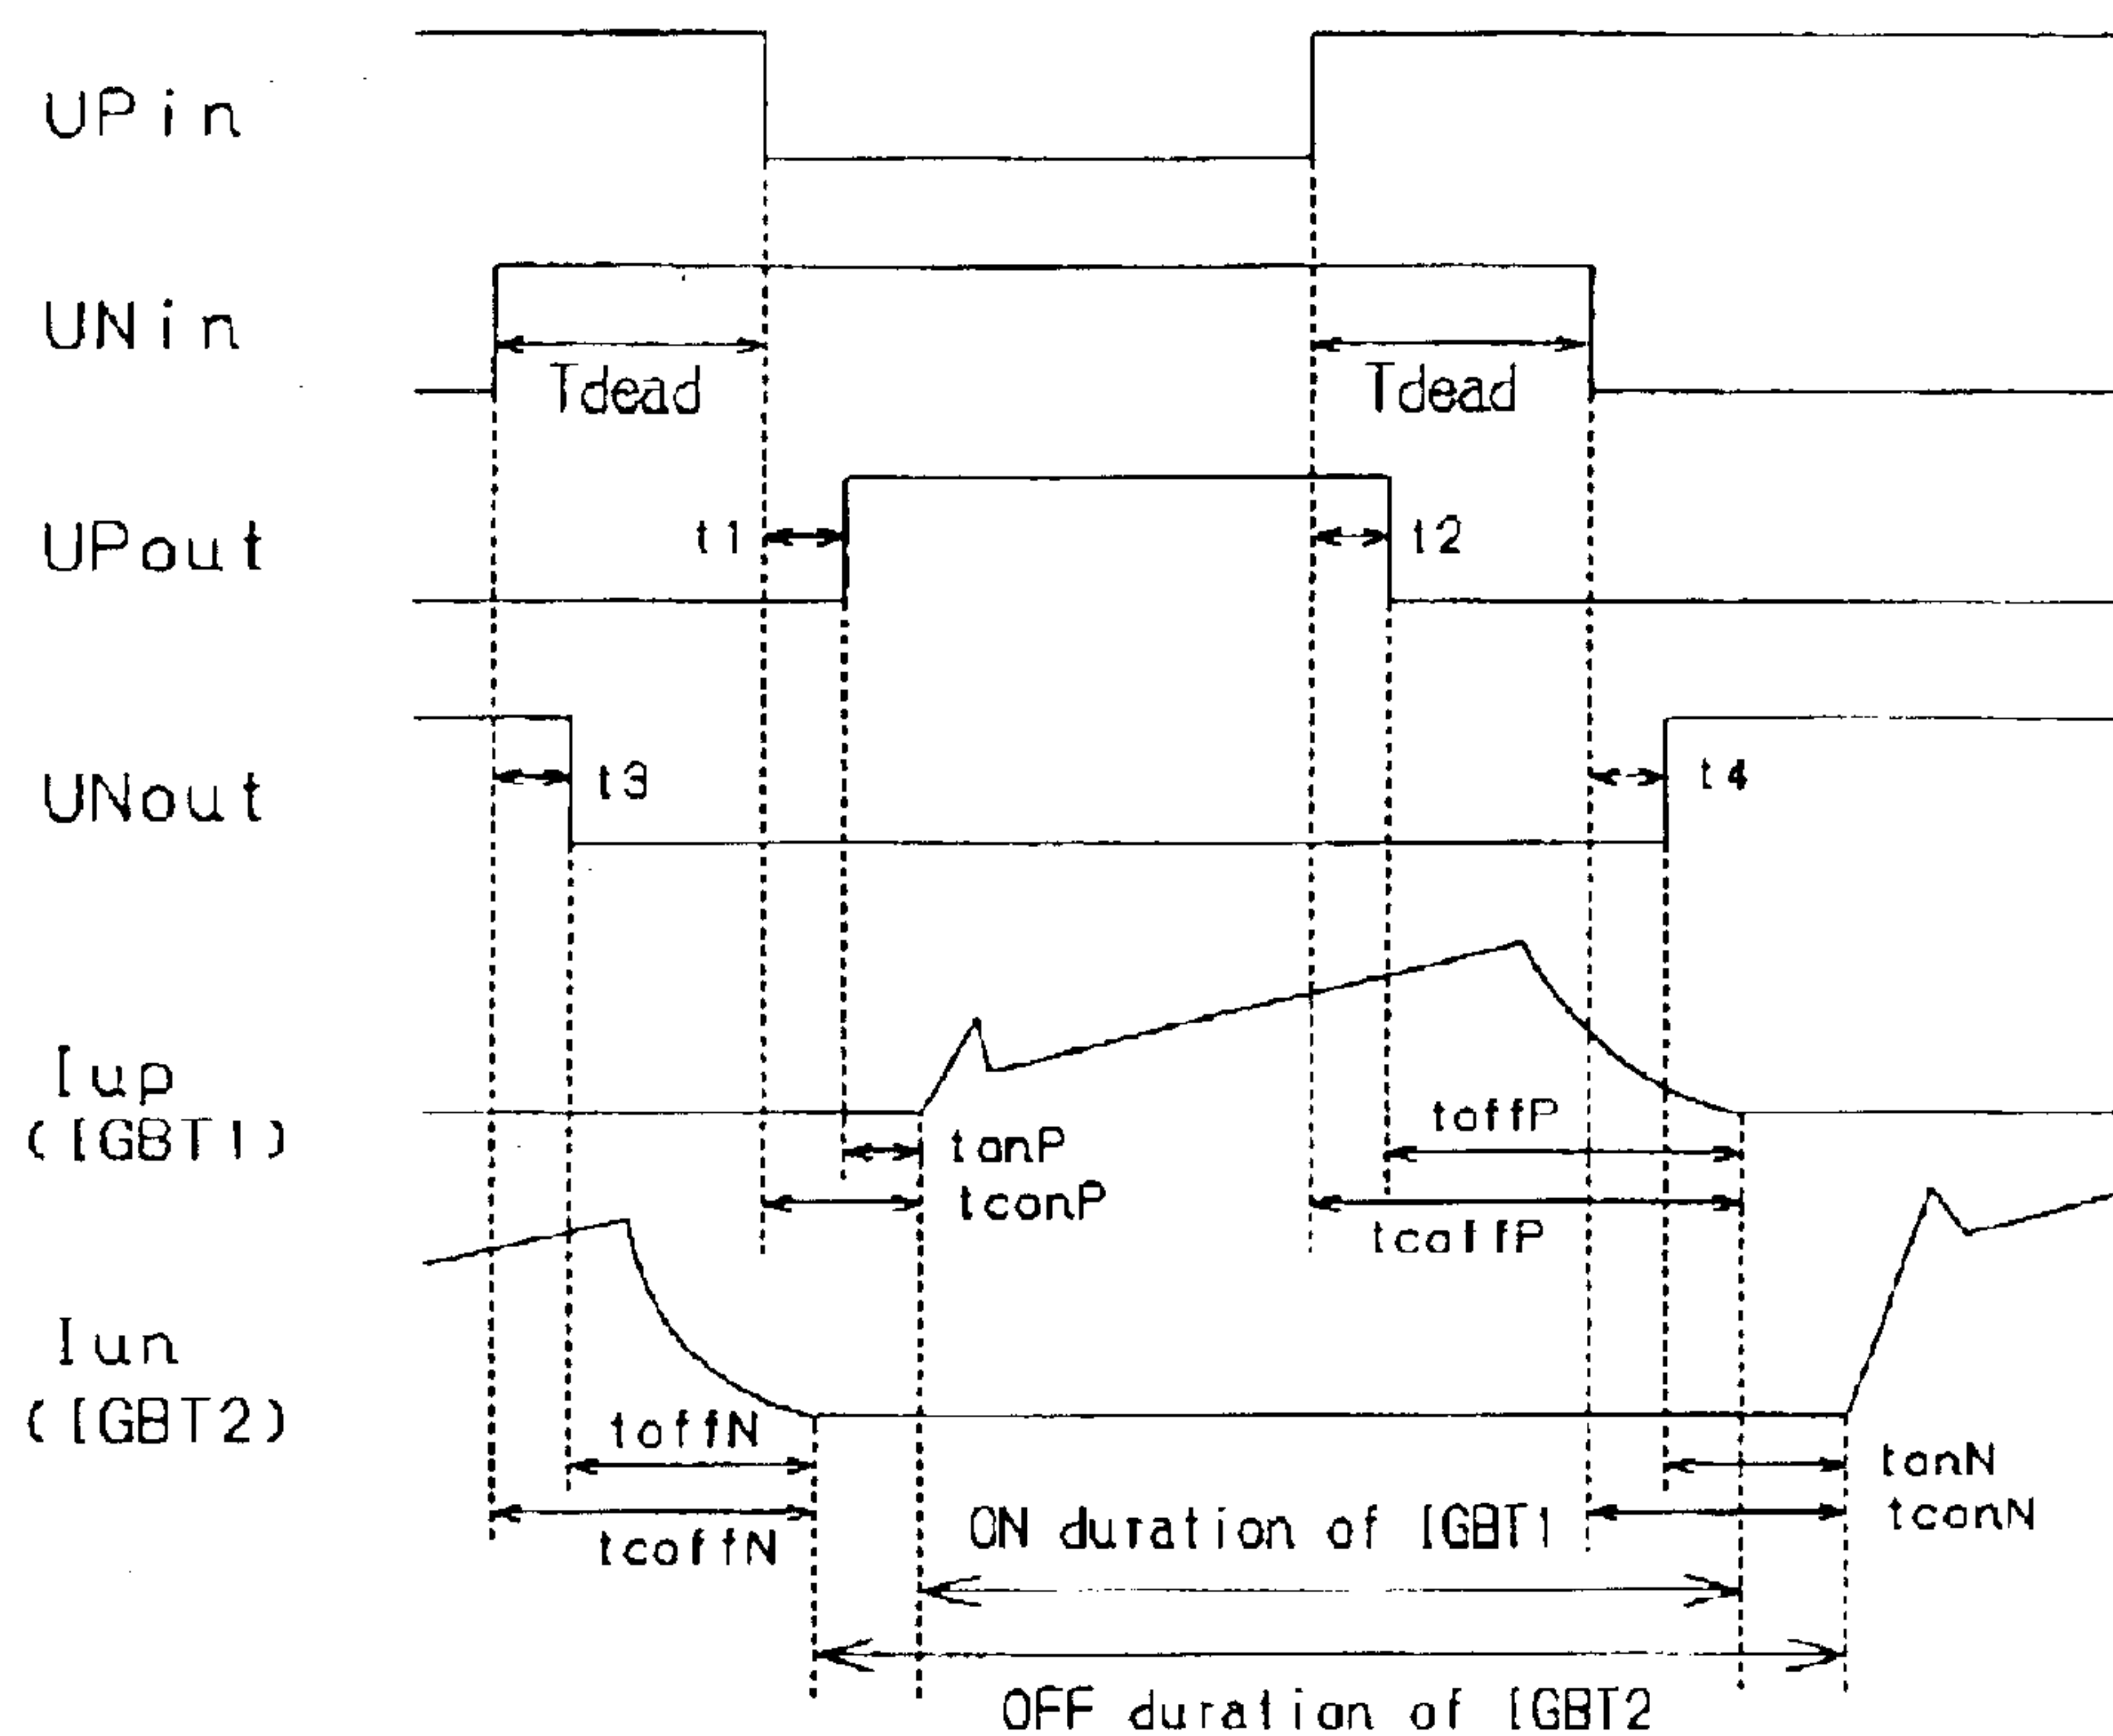 UPin
UNin
Tdead
Tdead
UPout
t1
t2
UNout
t3
t4
Iup
(IGBT1)
tonP
tconP
toffP
tcoffP
Iun
(IGBT2)
toffN
tcoffN
tonN
tconN
ON duration of IGBT1
OFF duration of IGBT2